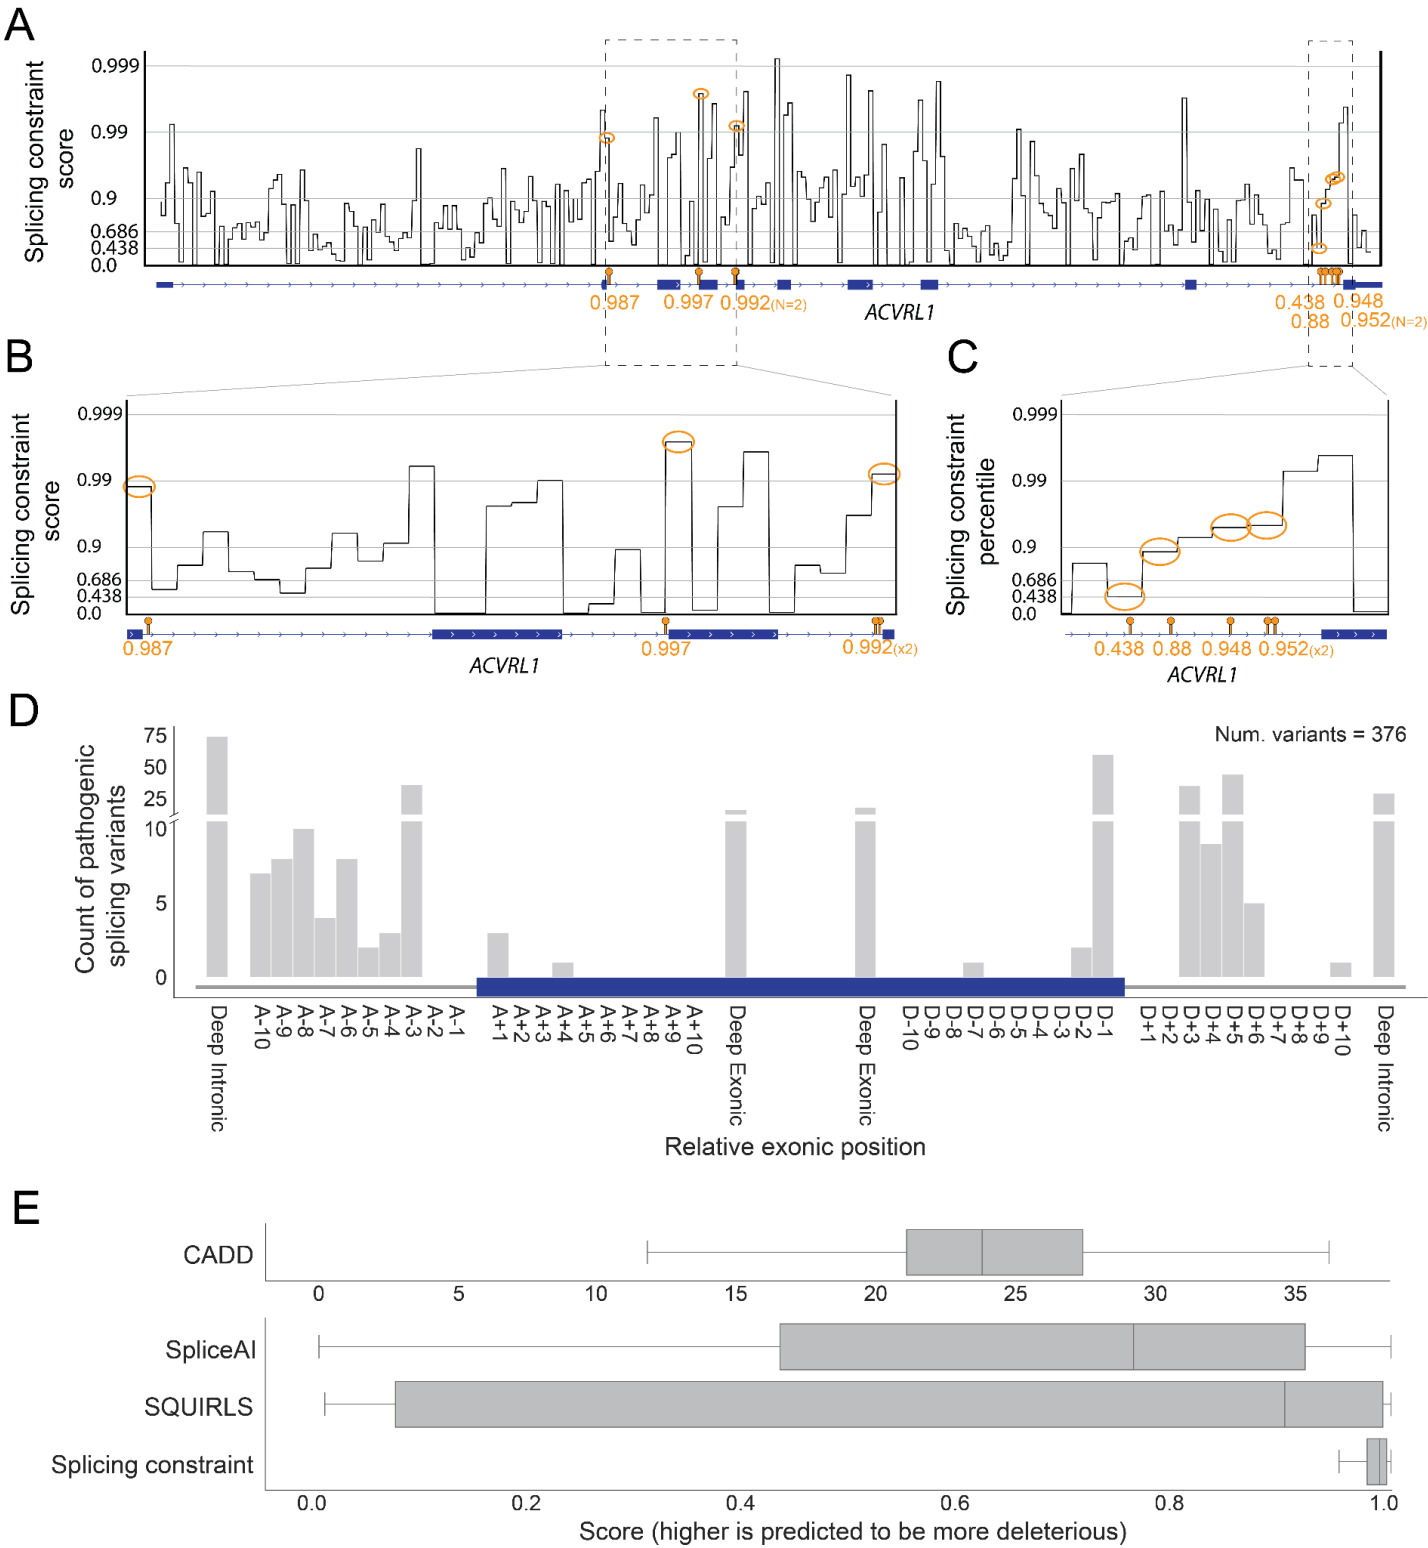 A
Splicing constraint
score
0.999
0.99
0.9
0.686
0.438
0.0
0.987
0.997
0.992(N=2)
ACVRL1
0.438
0.948
0.88
0.952(N=2)
B
Splicing constraint
score
0.999
0.99
0.9
0.686
0.438
0.0
0.987
0.997
0.992(x2)
ACVRL1
C
Splicing constraint
percentile
0.999
0.99
0.9
0.686
0.438
0.0
0.438
0.88
0.948
0.952(x2)
ACVRL1
D
Count of pathogenic
splicing variants
75
50
25
10
5
0
Num. variants = 376
Deep Intronic
A-10
A-9
A-8
A-7
A-6
A-5
A-4
A-3
A-2
A-1
A+1
A+2
A+3
A+4
A+5
A+6
A+7
A+8
A+9
A+10
Deep Exonic
Deep Exonic
D-10
D-9
D-8
D-7
D-6
D-5
D-4
D-3
D-2
D-1
D+1
D+2
D+3
D+4
D+5
D+6
D+7
D+8
D+9
D+10
Deep Intronic
Relative exonic position
E
CADD
0 5 10 15 20 25 30 35
SpliceAI
SQUIRLS
Splicing constraint
0.0 0.2 0.4 0.6 0.8 1.0
Score (higher is predicted to be more deleterious)